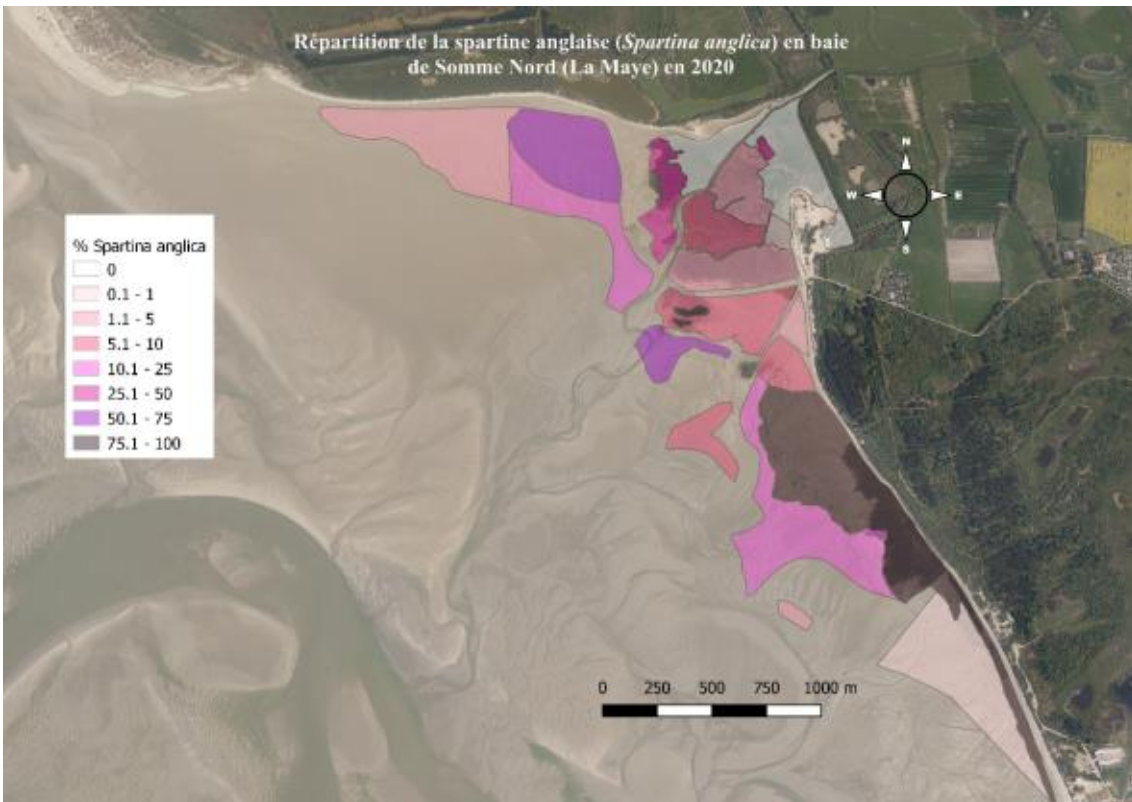 Répartition de la spartine anglaise (Spartina anglica) en baie
de Somme Nord (La Maye) en 2020
N
W E
S
% Spartina anglica
0
0.1 - 1
1.1 - 5
5.1 - 10
10.1 - 25
25.1 - 50
50.1 - 75
75.1 - 100
0 250 500 750 1000 m